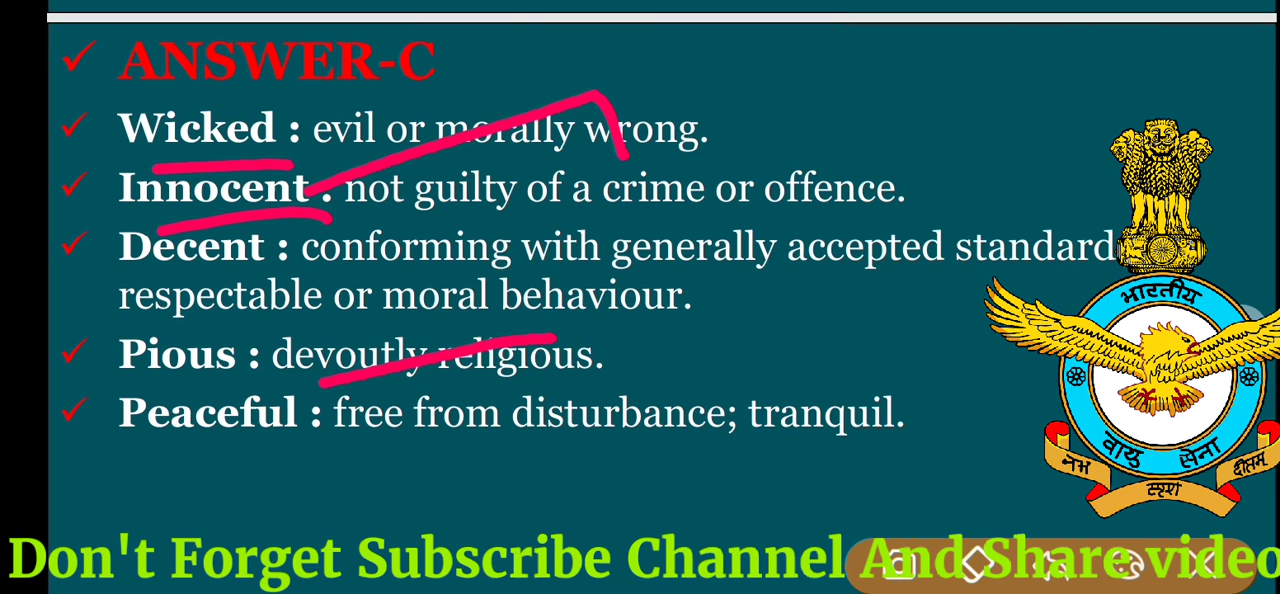 ANSWER-C
Wicked : evil or morally wrong.
Innocent : not guilty of a crime or offence.
Decent : conforming with generally accepted standard
respectable or moral behaviour.
Pious : devoutly religious.
Peaceful : free from disturbance; tranquil.
भारतीय
वायु सेना
नभ स्पृशं दीप्तम्
Don't Forget Subscribe Channel And Share video